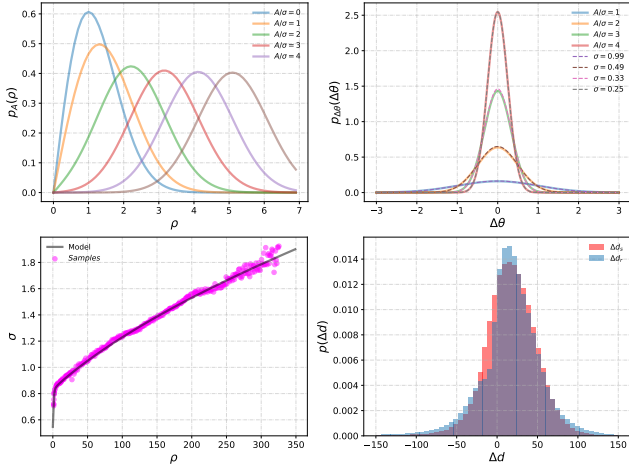 A/σ = 0
A/σ = 1
A/σ = 2
A/σ = 3
A/σ = 4
0.6
0.5
0.4
0.3
0.2
0.1
0.0
p_A(ρ)
0 1 2 3 4 5 6 7
ρ
A/σ = 1
A/σ = 2
A/σ = 3
A/σ = 4
σ = 0.99
σ = 0.49
σ = 0.33
σ = 0.25
2.5
2.0
1.5
1.0
0.5
0.0
p_Δθ(Δθ)
−3 −2 −1 0 1 2 3
Δθ
Model
Samples
1.8
1.6
1.4
1.2
1.0
0.8
0.6
σ
0 50 100 150 200 250 300 350
ρ
Δd_s
Δd_r
0.014
0.012
0.010
0.008
0.006
0.004
0.002
0.000
p(Δd)
−150 −100 −50 0 50 100 150
Δd